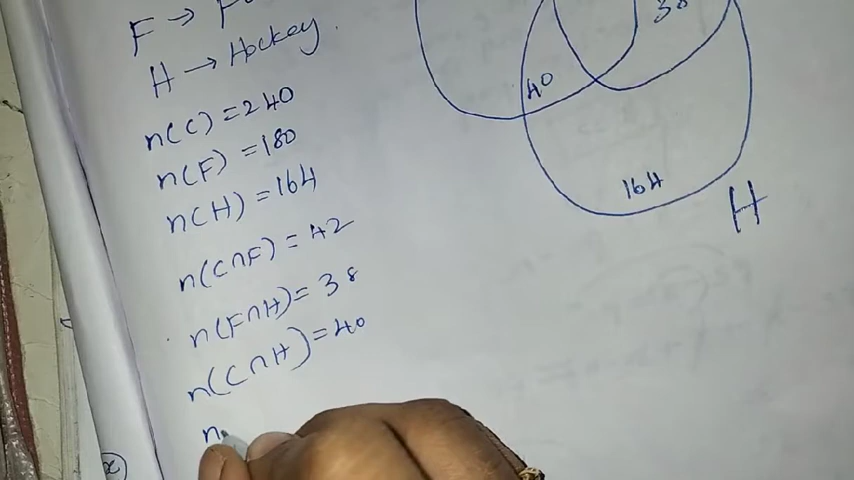 F →
H → Hockey.
n(C) = 240
n(F) = 180
n(H) = 164
n(C∩F) = 42
n(F∩H) = 38
n(C∩H) = 40
n
38
40
164
H
x